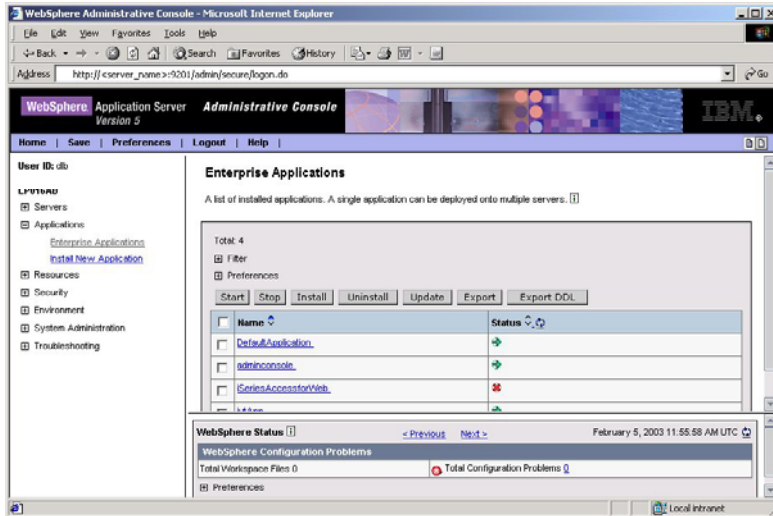 WebSphere Administrative Console - Microsoft Internet Explorer
File Edit View Favorites Tools Help
Back Search Favorites History
Address http://<server_name>:9201/admin/secure/logon.do Go
WebSphere Application Server Administrative Console
Version 5
IBM
Home | Save | Preferences | Logout | Help |
User ID: db
Servers
Applications
Enterprise Applications
Install New Application
Resources
Security
Environment
System Administration
Troubleshooting
Enterprise Applications
A list of installed applications. A single application can be deployed onto multiple servers.
Total: 4
Filter
Preferences
Start Stop Install Uninstall Update Export Export DDL
Name Status
DefaultApplication
adminconsole
iSeriesAccessforWeb
WebSphere Status < Previous Next > February 5, 2003 11:55:58 AM UTC
WebSphere Configuration Problems
Total Workspace Files 0 Total Configuration Problems 0
Preferences
Local intranet